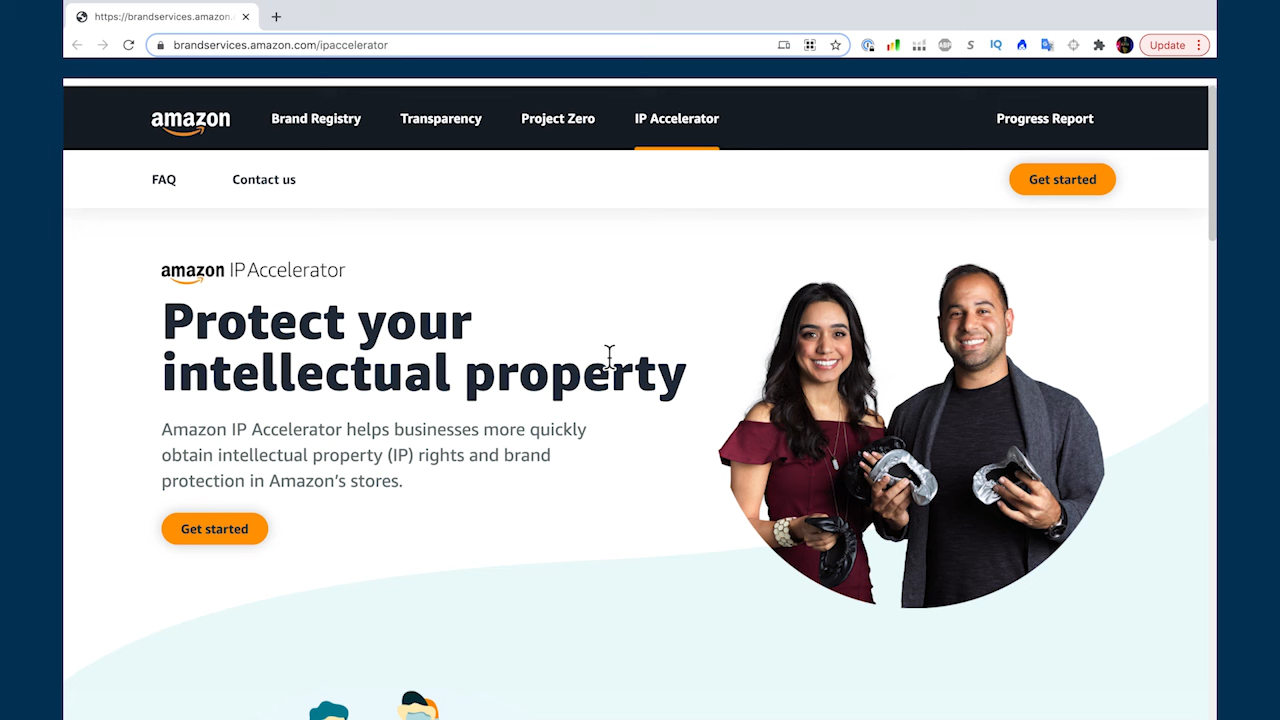 https://brandservices.amazon.
brandservices.amazon.com/ipaccelerator
ABP
S
IQ
Update
amazon
Brand Registry
Transparency
Project Zero
IP Accelerator
Progress Report
FAQ
Contact us
Get started
amazon IP Accelerator
Protect your
intellectual property
Amazon IP Accelerator helps businesses more quickly
obtain intellectual property (IP) rights and brand
protection in Amazon's stores.
Get started